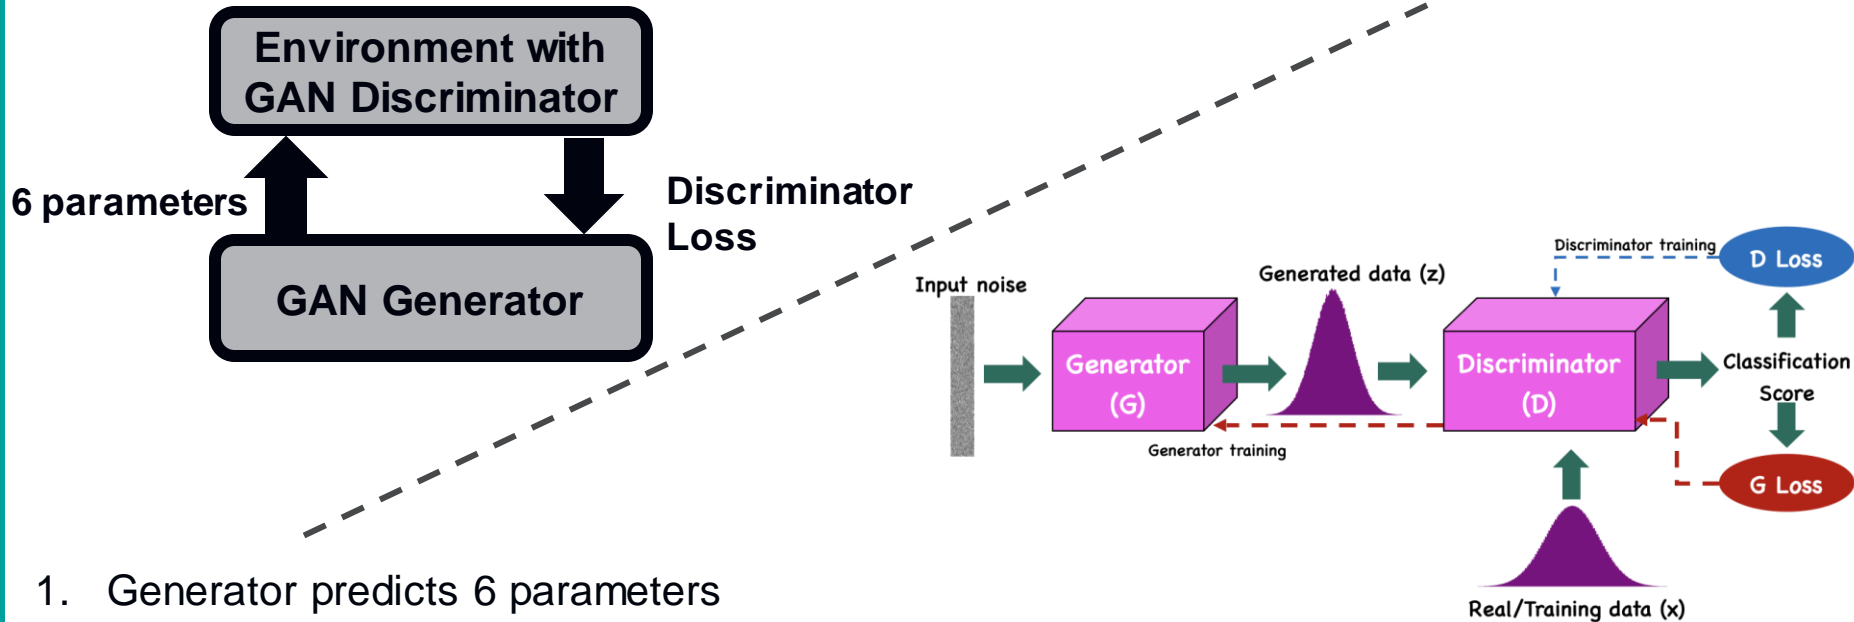 Environment with
GAN Discriminator
6 parameters
Discriminator
Loss
GAN Generator
Discriminator training
D Loss
Input noise
Generated data (z)
Generator
(G)
Discriminator
(D)
Classification
Score
Generator training
G Loss
Real/Training data (x)
1. Generator predicts 6 parameters